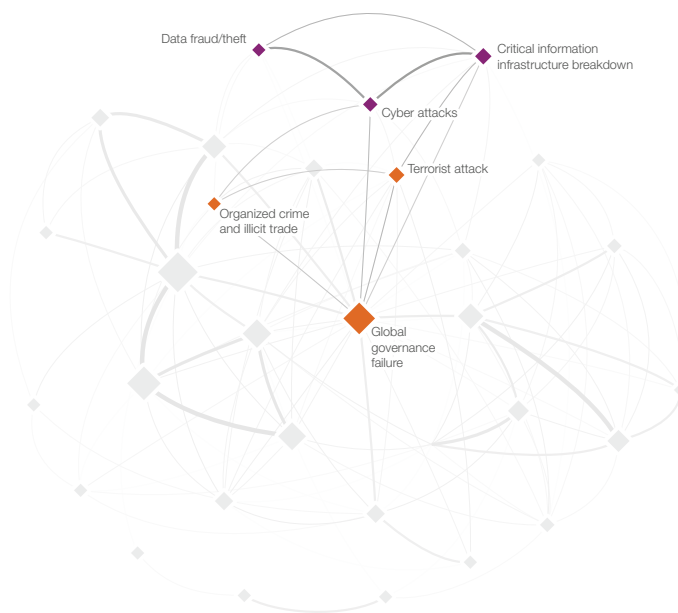 Data fraud/theft
Critical information
infrastructure breakdown
Cyber attacks
Terrorist attack
Organized crime
and illicit trade
Global
governance
failure